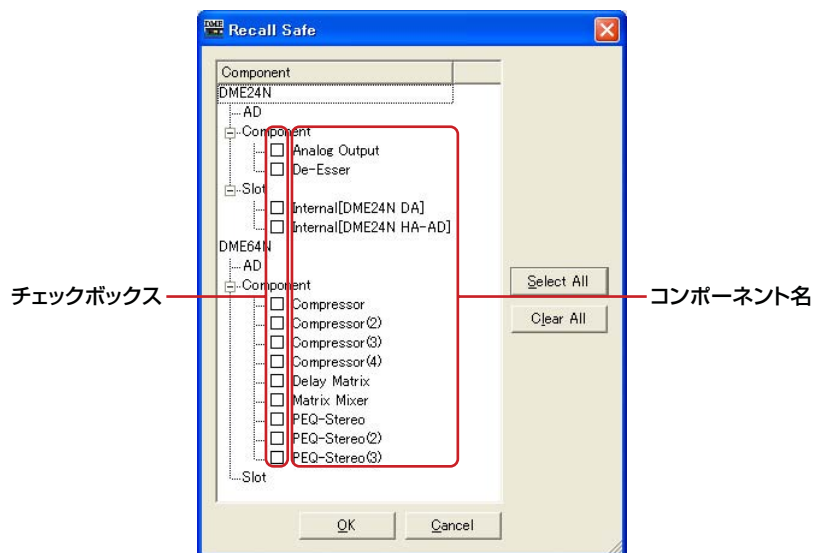 DME
Recall Safe
Component
DME24N
AD
Component
Analog Output
De-Esser
Slot
Internal[DME24N DA]
Internal[DME24N HA-AD]
DME64N
AD
Component
Compressor
Compressor(2)
Compressor(3)
Compressor(4)
Delay Matrix
Matrix Mixer
PEQ-Stereo
PEQ-Stereo(2)
PEQ-Stereo(3)
Slot
チェックボックス
コンポーネント名
Select All
Clear All
OK
Cancel